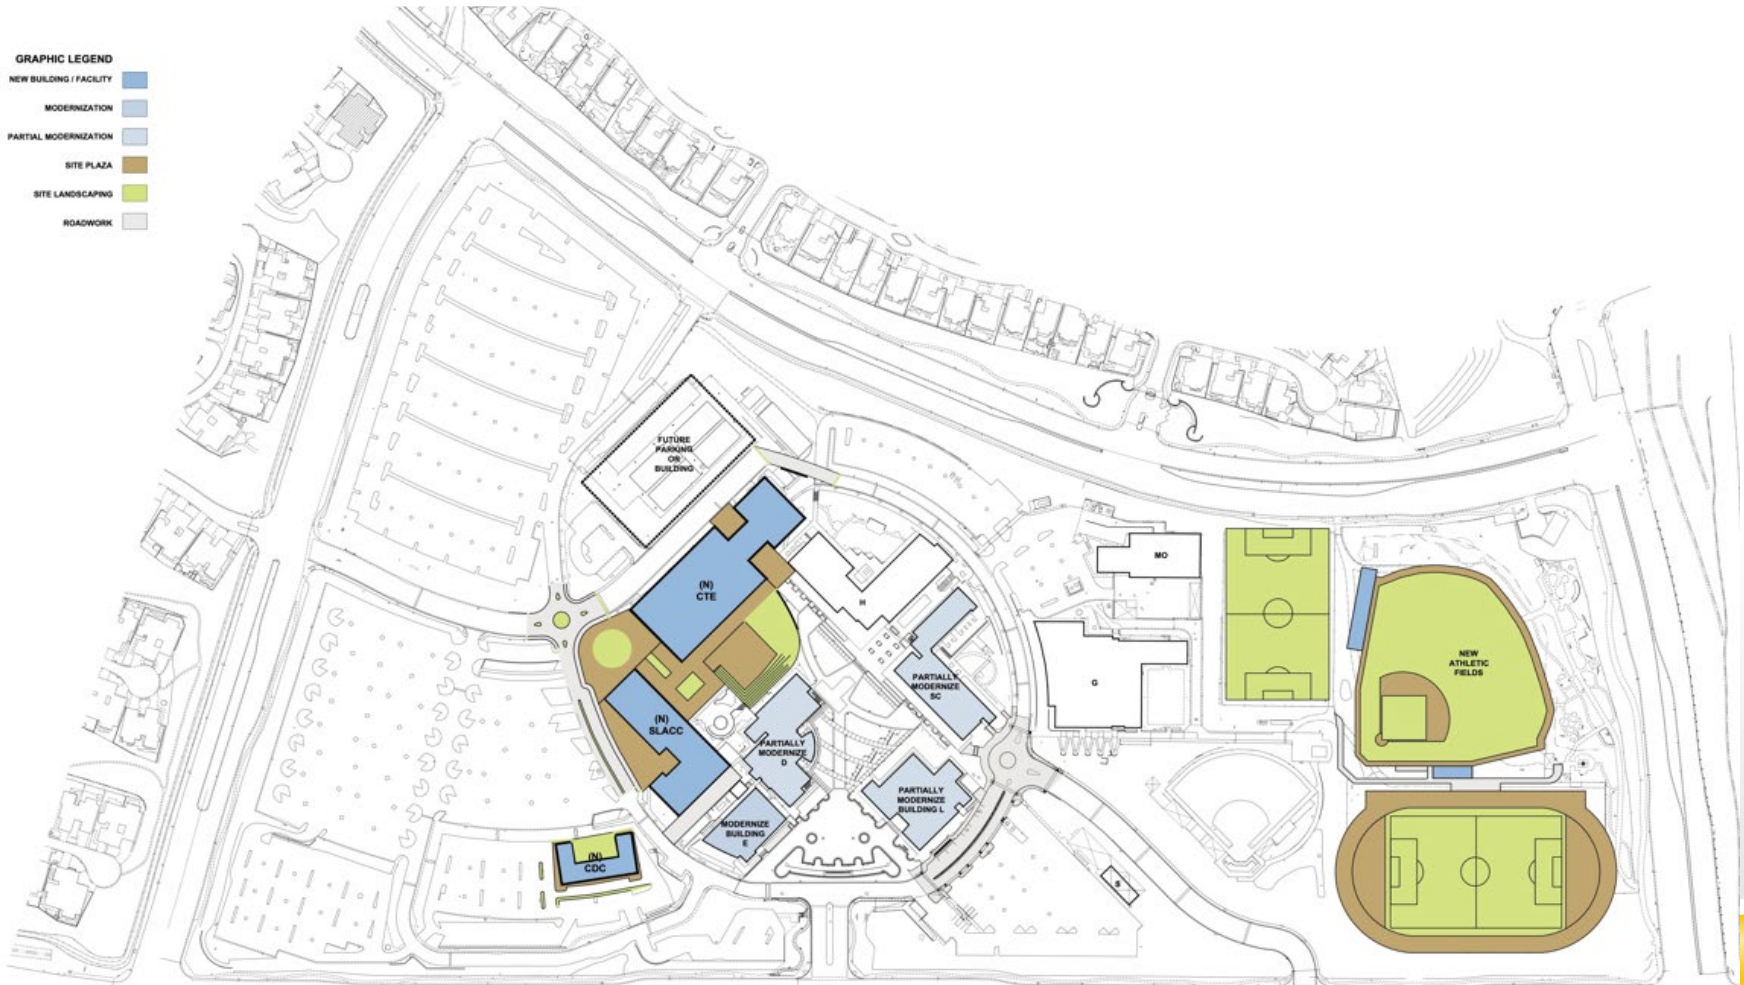 GRAPHIC LEGEND
NEW BUILDING / FACILITY
MODERNIZATION
PARTIAL MODERNIZATION
SITE PLAZA
SITE LANDSCAPING
ROADWORK
FUTURE
PARKING
OR
BUILDING
(N)
CTE
H
MO
PARTIALLY
MODERNIZE
SC
G
NEW
ATHLETIC
FIELDS
(N)
SLACC
PARTIALLY
MODERNIZE
D
PARTIALLY
MODERNIZE
BUILDING L
MODERNIZE
BUILDING
E
(N)
CDC
S